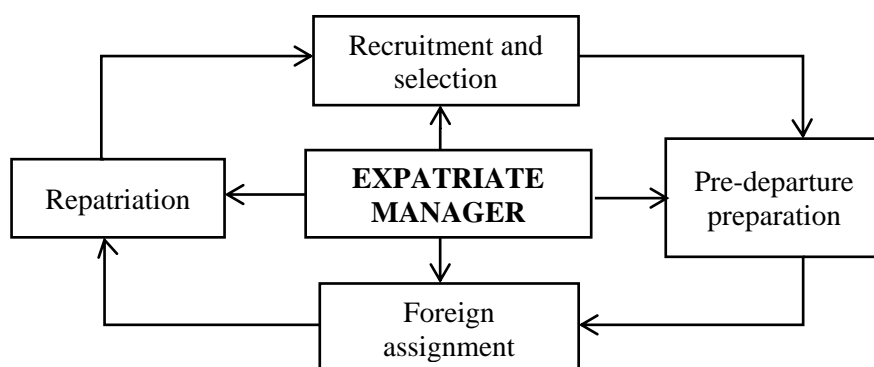 Recruitment and
selection
EXPATRIATE
MANAGER
Repatriation
Pre-departure
preparation
Foreign
assignment